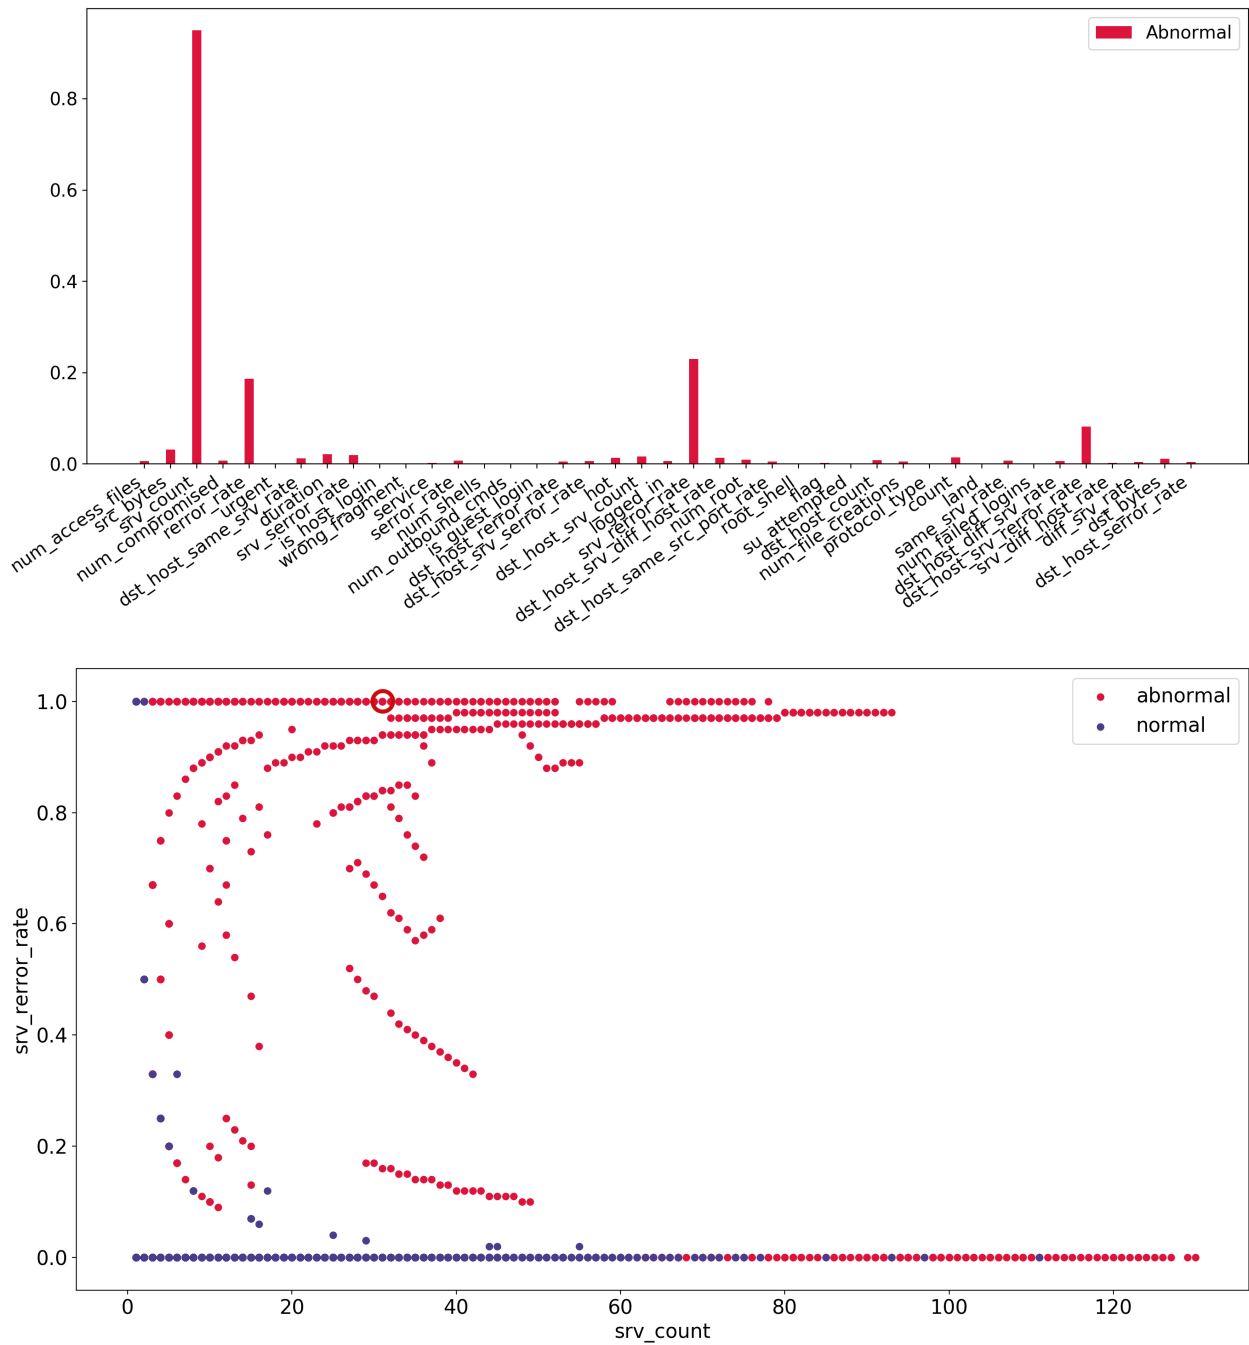 Abnormal
0.8
0.6
0.4
0.2
0.0
num_access_files
src_bytes
srv_count
num_compromised
rerror_rate
urgent
dst_host_same_srv_rate
duration
srv_serror_rate
is_host_login
wrong_fragment
service
serror_rate
num_shells
num_outbound_cmds
is_guest_login
dst_host_rerror_rate
dst_host_srv_serror_rate
hot
dst_host_srv_count
logged_in
srv_rerror_rate
dst_host_srv_diff_host_rate
num_root
dst_host_same_src_port_rate
root_shell
flag
su_attempted
dst_host_count
num_file_creations
protocol_type
count
land
same_srv_rate
num_failed_logins
dst_host_diff_srv_rate
dst_host_srv_rerror_rate
srv_diff_host_rate
diff_srv_rate
dst_bytes
dst_host_serror_rate
abnormal
normal
1.0
0.8
0.6
0.4
0.2
0.0
srv_rerror_rate
0 20 40 60 80 100 120
srv_count